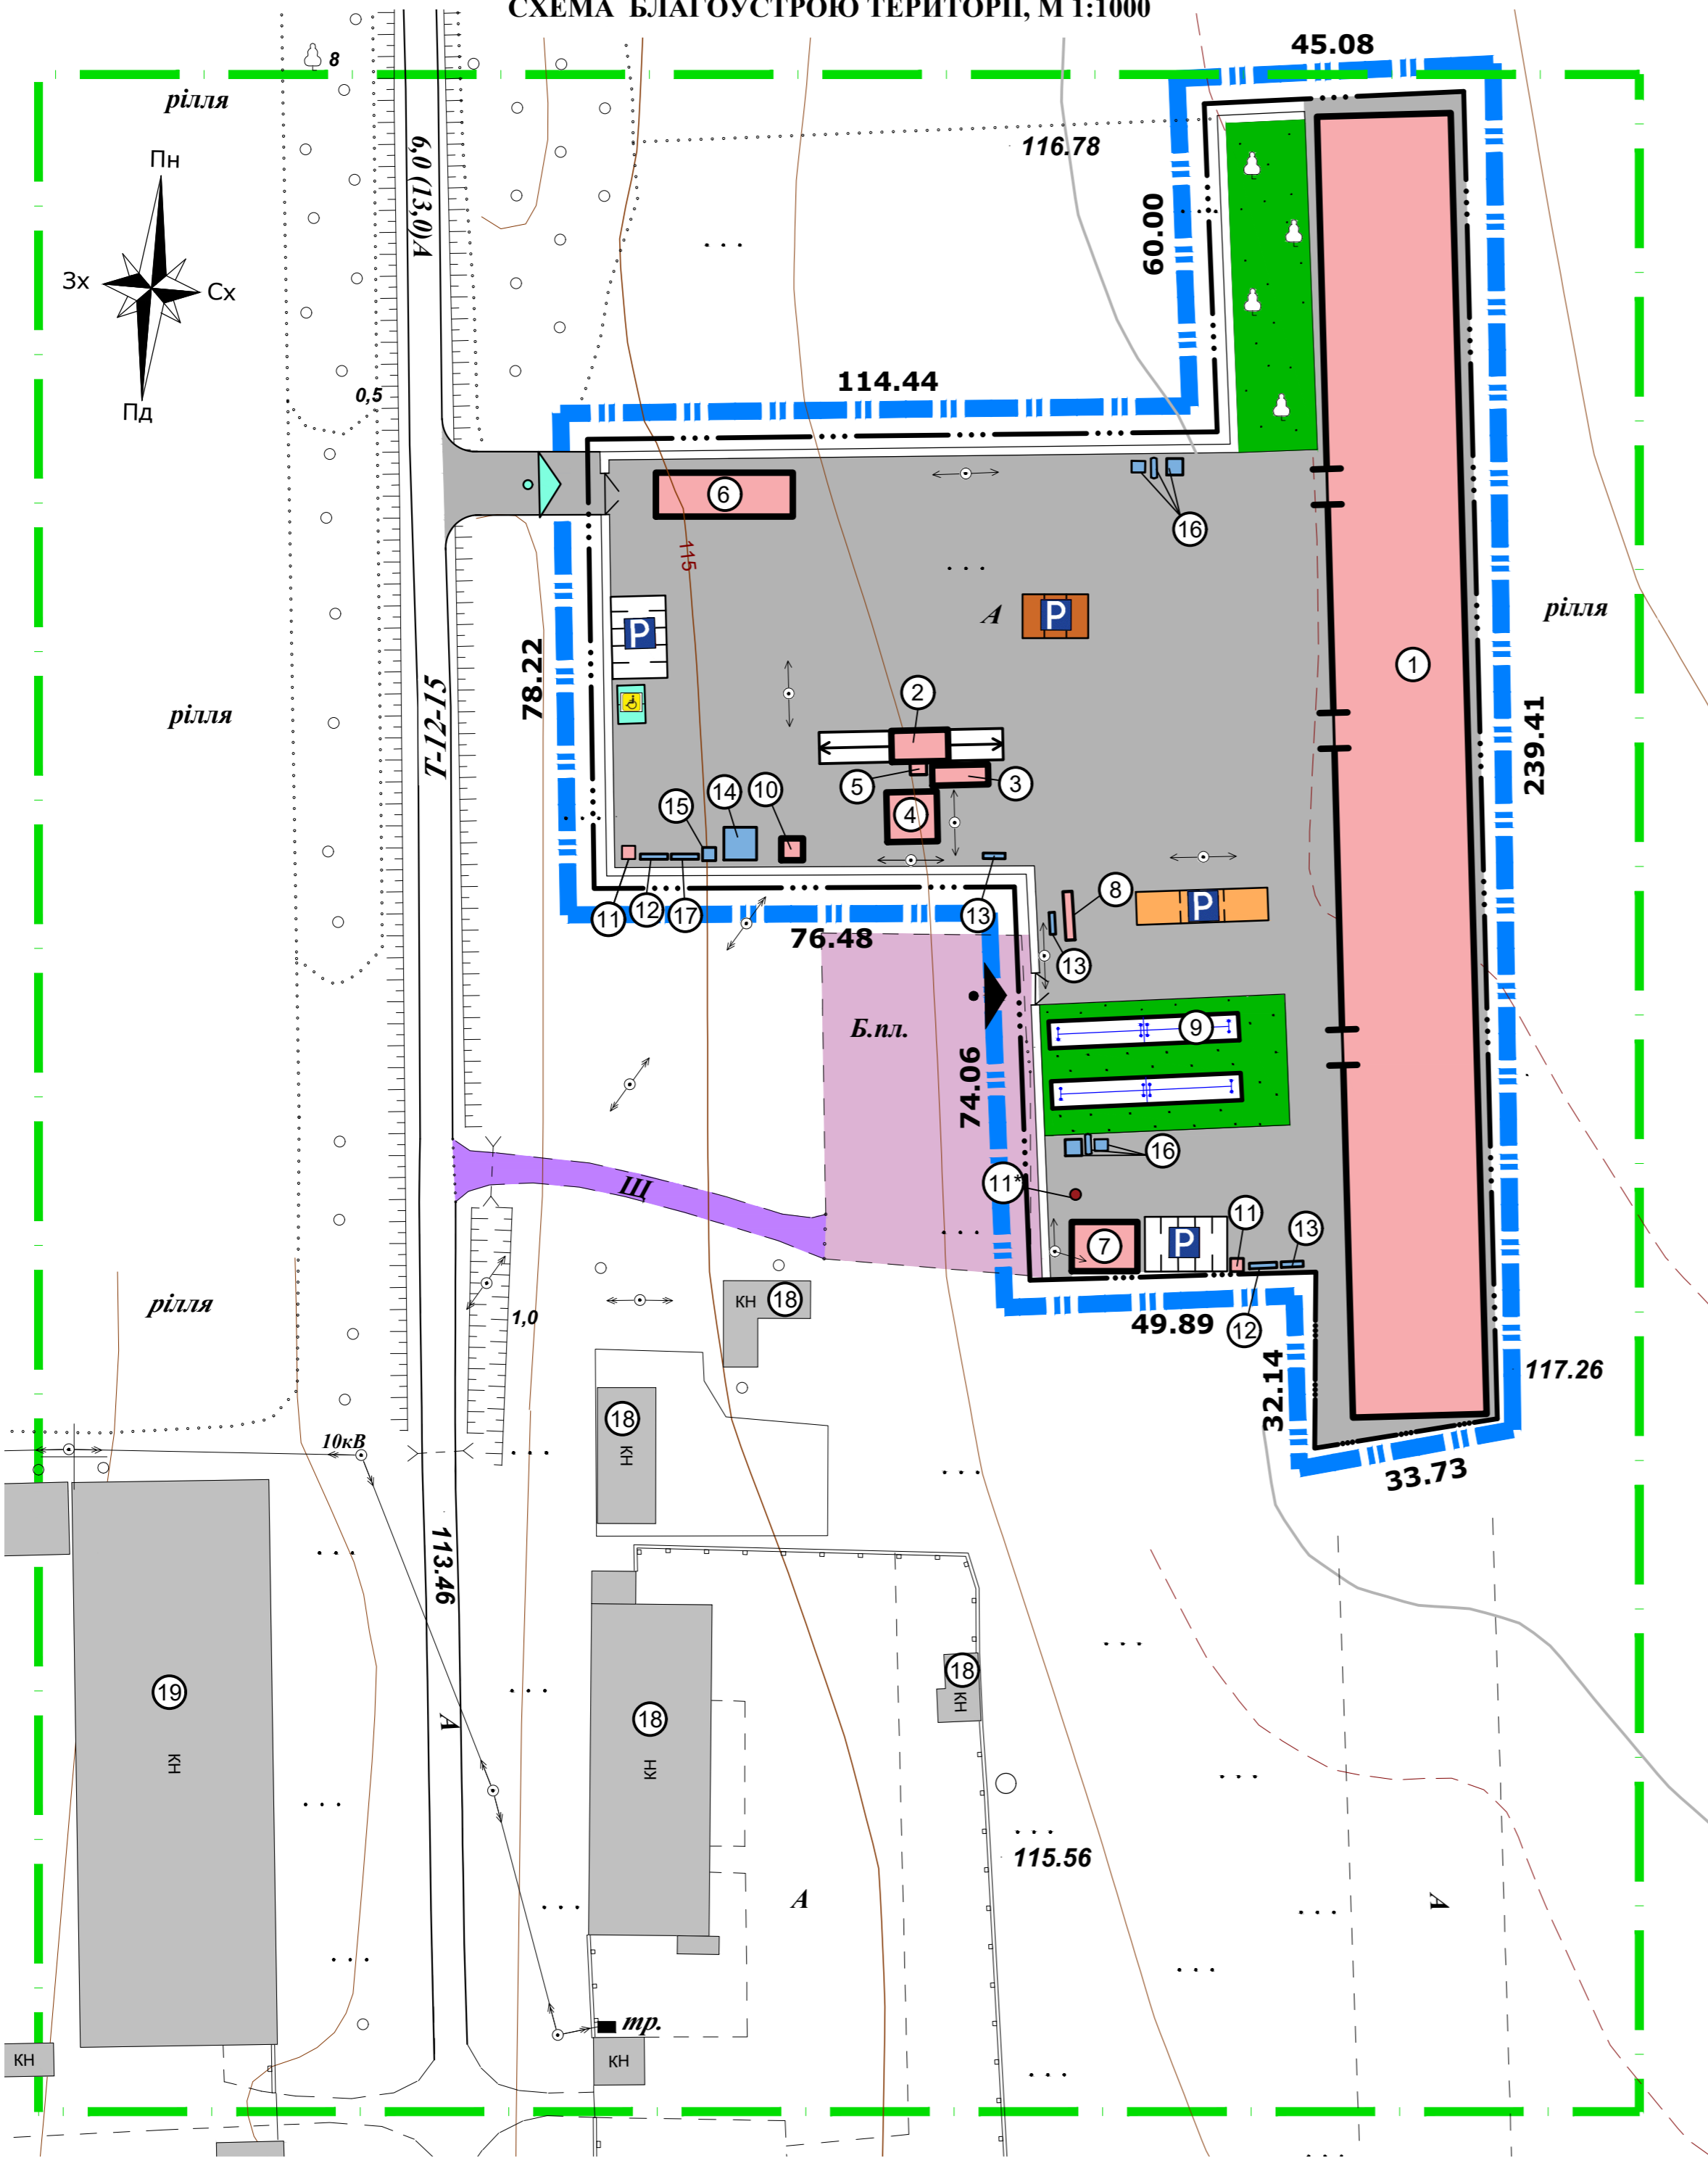 СХЕМА БЛАГОУСТРОЮ ТЕРИТОРІЇ, М 1:1000
45.08
8
рілля
6,0 (13,0)А
116.78
Пн
60.00
Зх
Сх
114.44
0,5
Пд
6
16
115
А
P
рілля
P
78.22
1
Т-12-15
2
рілля
239.41
5
3
14
10
15
4
8
11
12
17
13
P
76.48
13
Б.пл.
9
74.06
16
Щ
11*
11
13
7
P
рілля
КН
18
1,0
49.89
12
32.14
117.26
18
КН
10кВ
33.73
113.46
18
КН
19
18
А
КН
КН
115.56
А
А
тр.
КН
КН